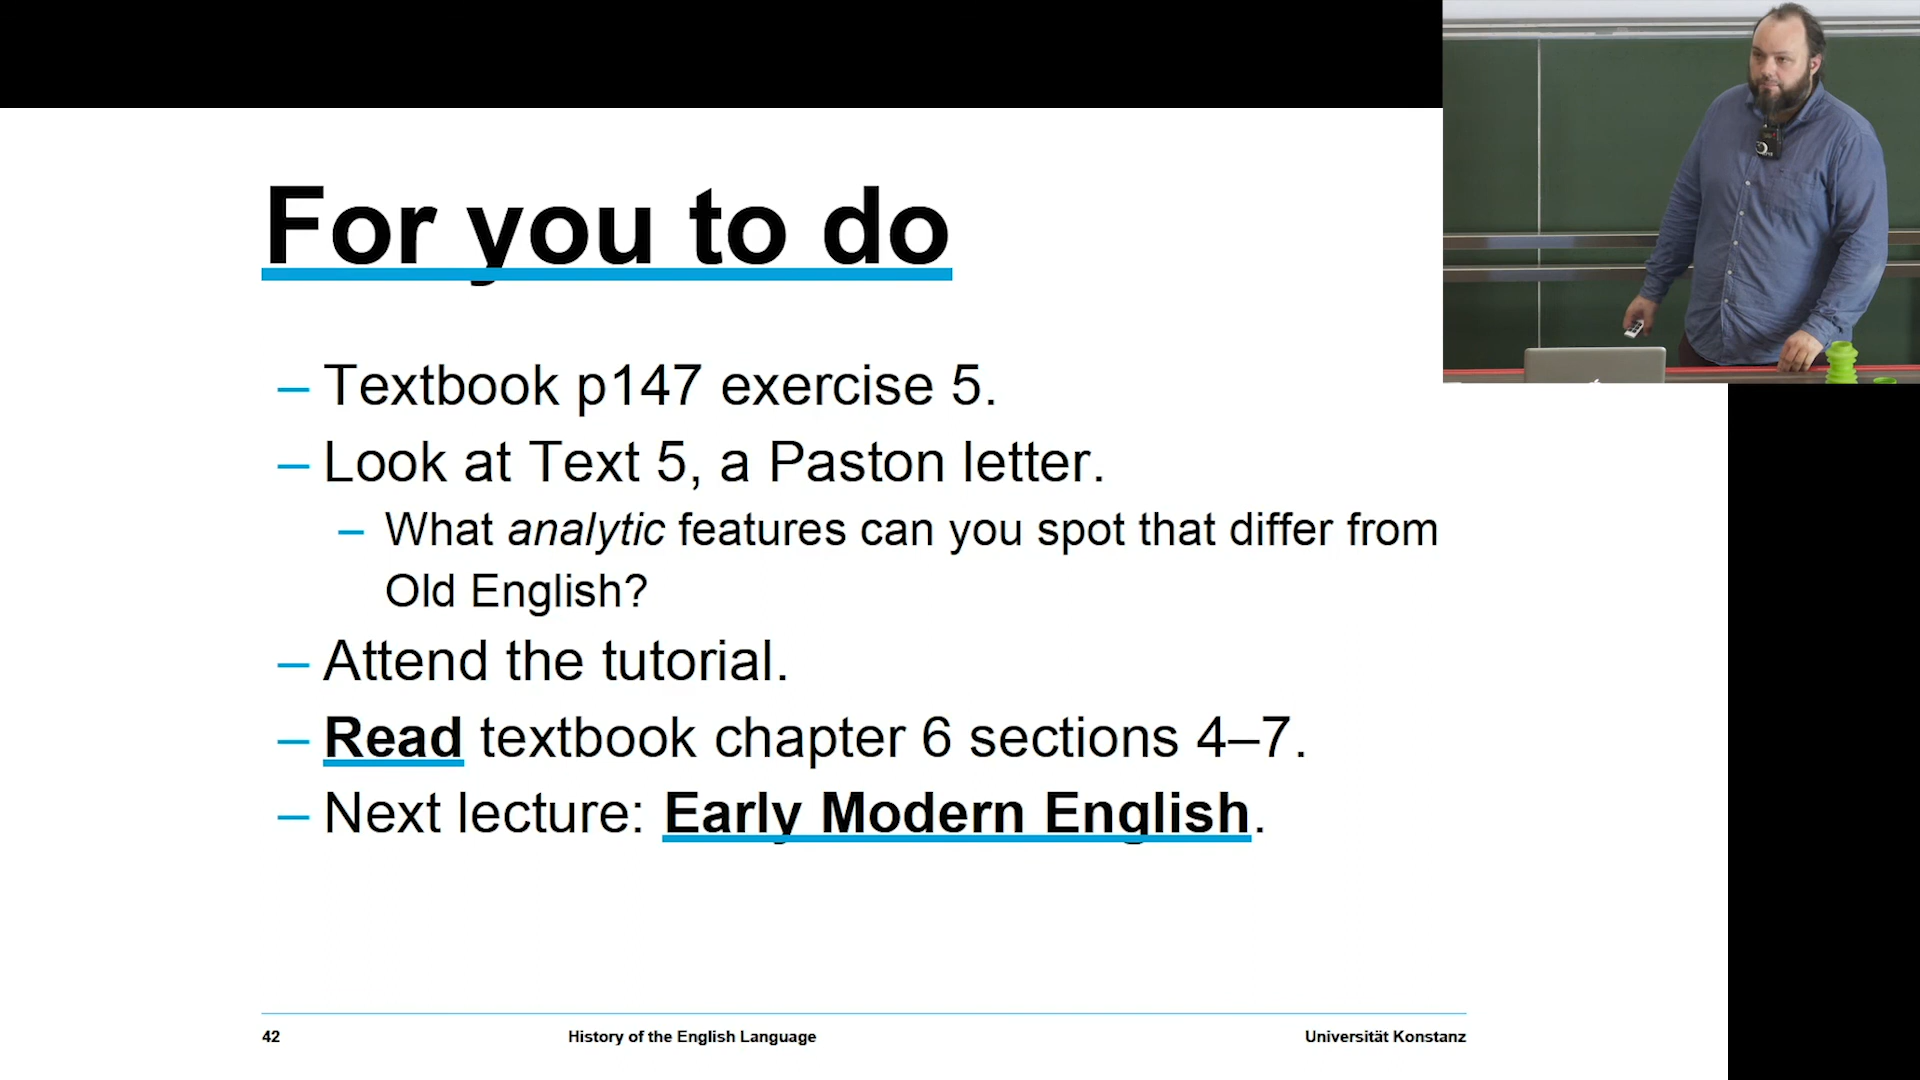 For you to do
– Textbook p147 exercise 5.
– Look at Text 5, a Paston letter.
– What analytic features can you spot that differ from
Old English?
– Attend the tutorial.
– Read textbook chapter 6 sections 4–7.
– Next lecture: Early Modern English.
42 History of the English Language Universität Konstanz